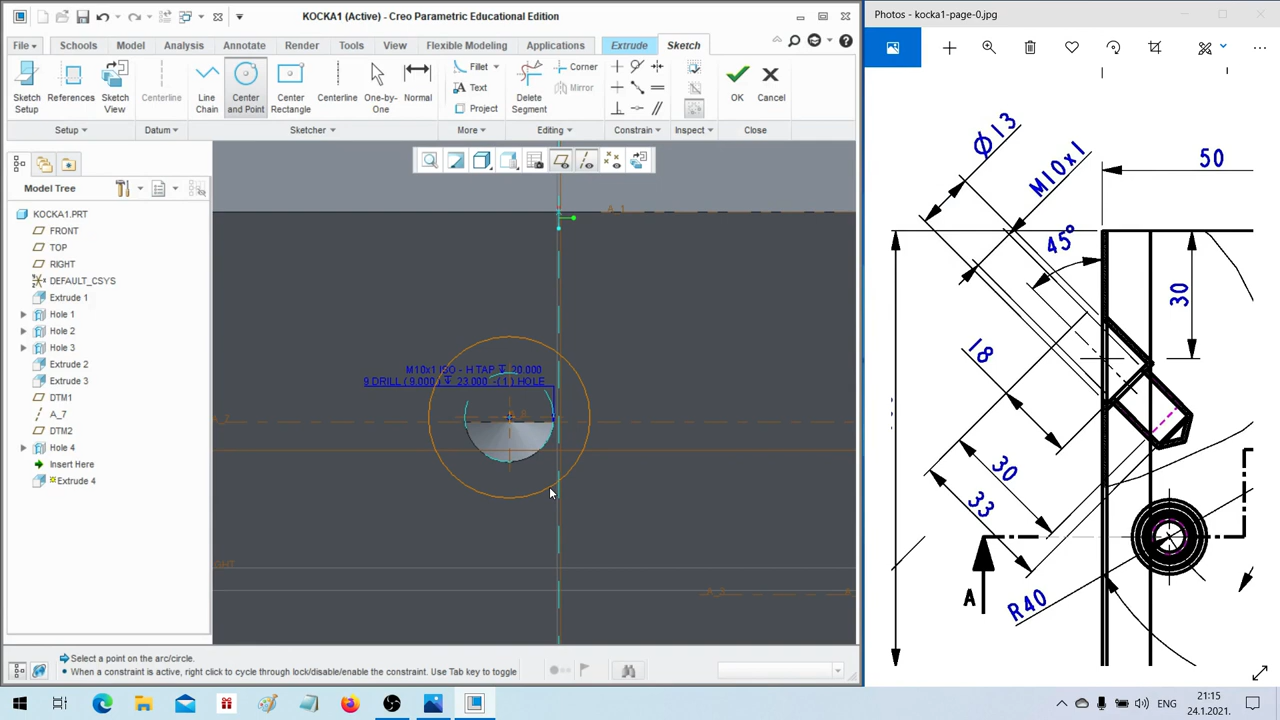 KOCKA1 (Active) - Creo Parametric Educational Edition
File
Schools
Model
Analysis
Annotate
Render
Tools
View
Flexible Modeling
Applications
Extrude
Sketch
Sketch Setup
References
Sketch View
Centerline
Line Chain
Center and Point
Center Rectangle
Centerline
One-by-One
Normal
Fillet
Text
More
Project
Delete Segment
Corner
Mirror
OK
Cancel
Setup
Datum
Sketcher
Editing
Constrain
Inspect
Close
Model Tree
KOCKA1.PRT
FRONT
TOP
RIGHT
DEFAULT_CSYS
Extrude 1
Hole 1
Hole 2
Hole 3
Extrude 2
Extrude 3
DTM1
A_7
DTM2
Hole 4
Insert Here
Extrude 4
A_1
M10x1 ISO - H TAP ↧ 20.000
9 DRILL ( 9.000 ) ↧ 23.000 -( 1 ) HOLE
Select a point on the arc/circle.
When a constraint is active, right click to cycle through lock/disable/enable the constraint. Use Tab key to toggle
Photos - kocka1-page-0.jpg
Ø13
M10x1
50
45°
30
18
30
33
R40
A
ENG
21:15
24.1.2021.